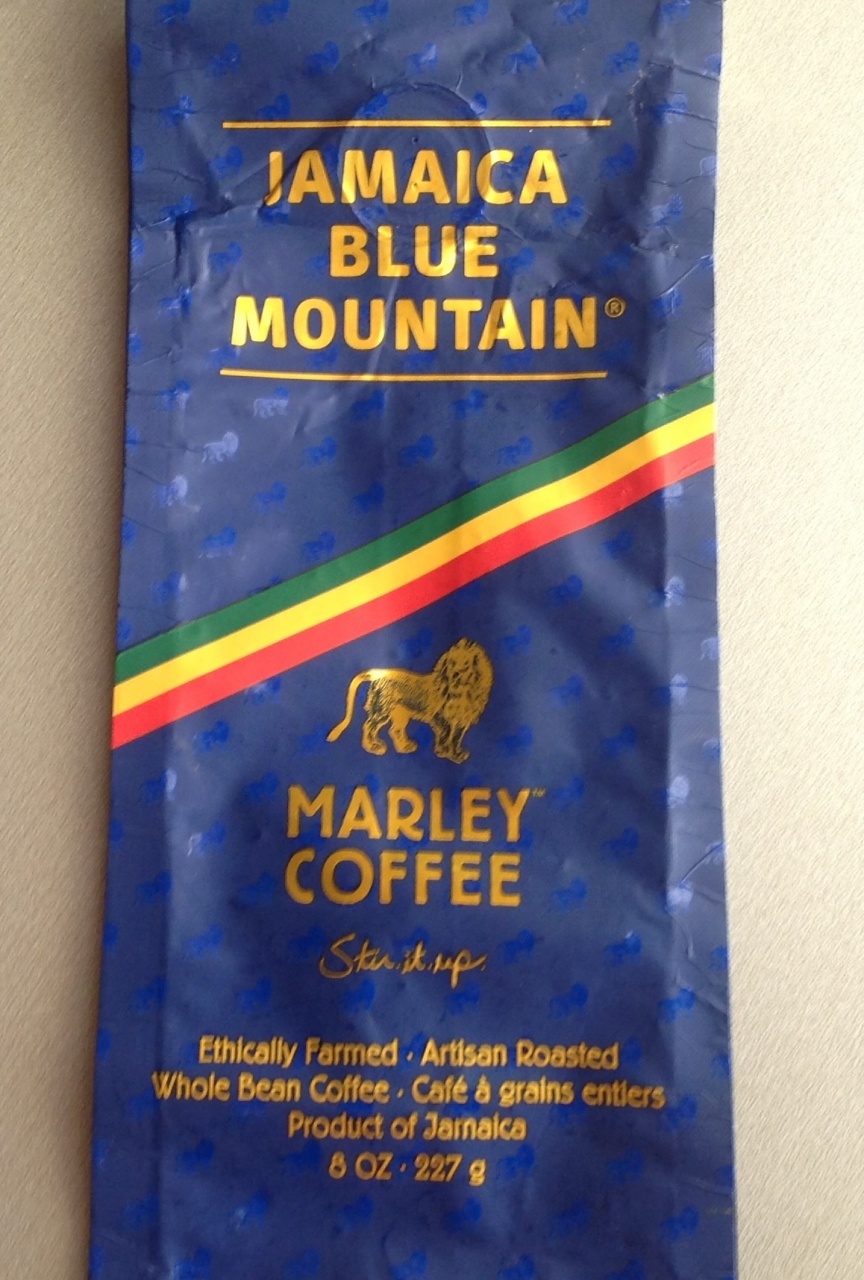 JAMAICA
BLUE
MOUNTAIN®
MARLEY™
COFFEE
Stir it up
Ethically Farmed · Artisan Roasted
Whole Bean Coffee · Café à grains entiers
Product of Jamaica
8 OZ · 227 g